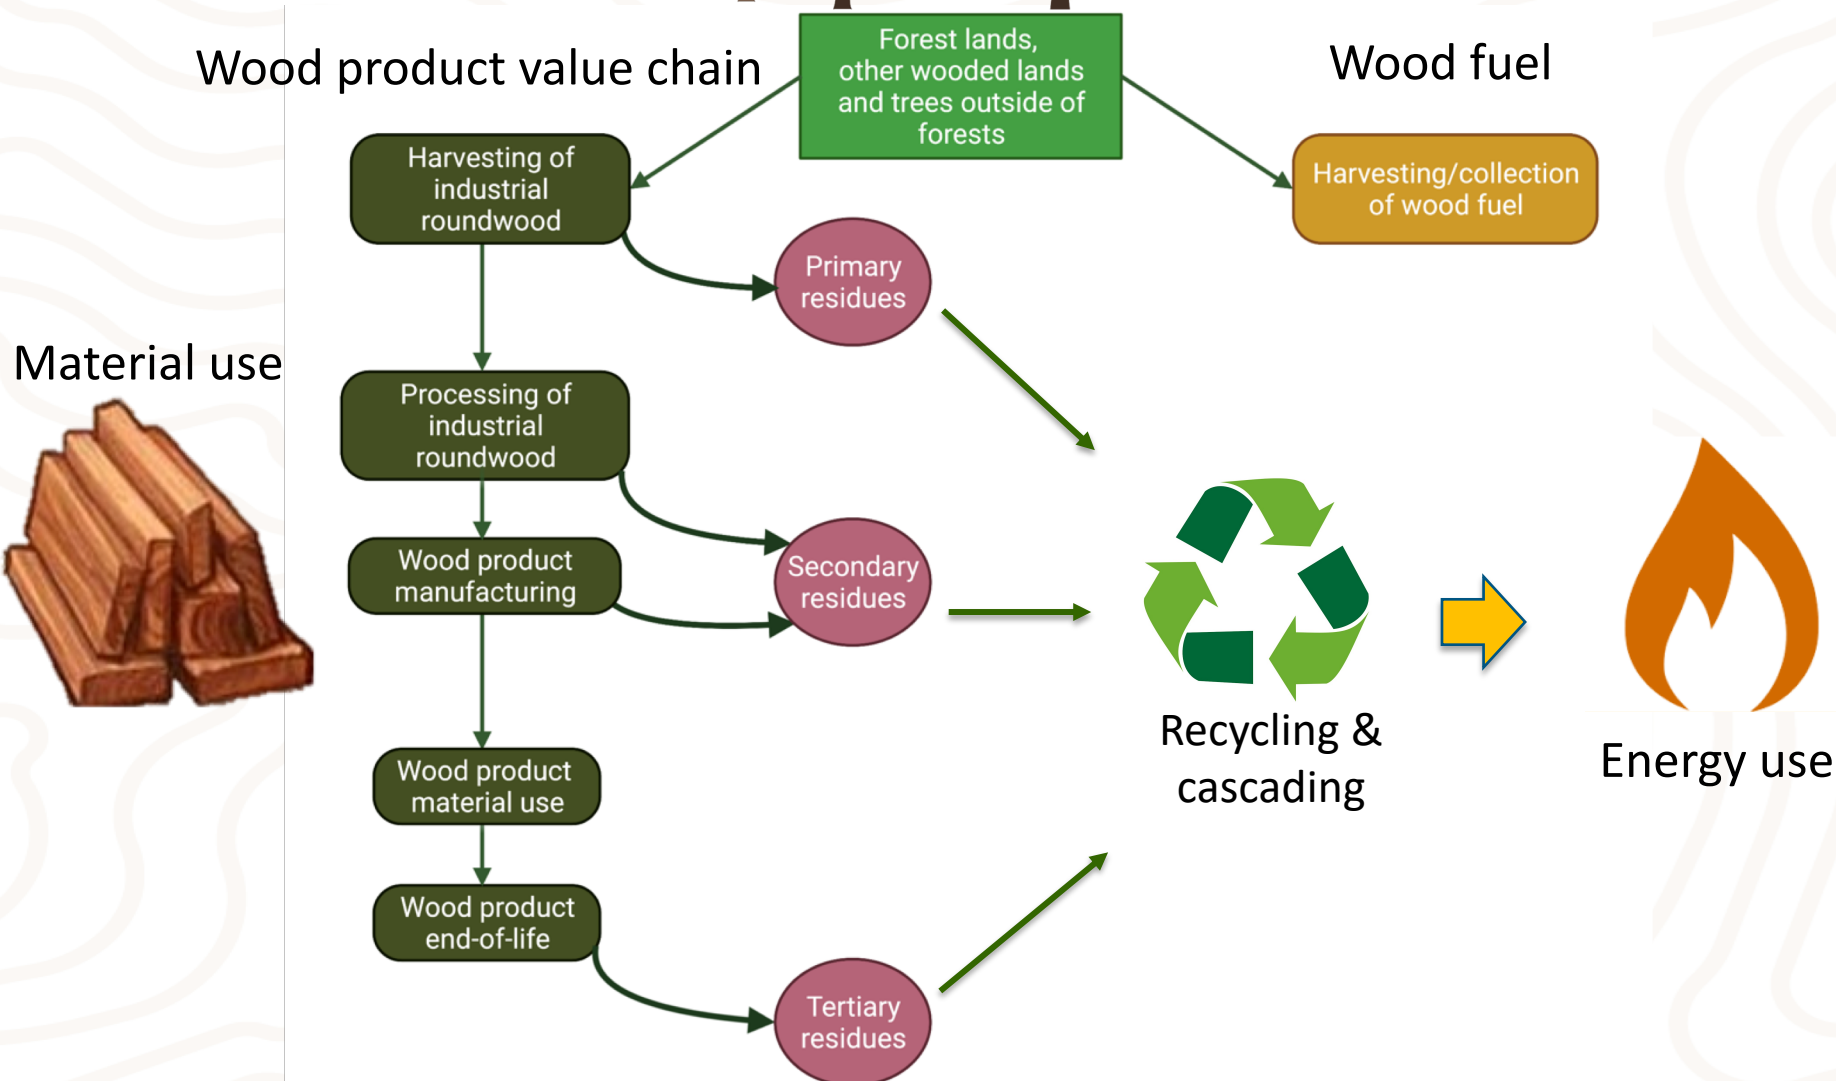 Wood product value chain
Forest lands,
other wooded lands
and trees outside of
forests
Wood fuel
Harvesting of
industrial
roundwood
Harvesting/collection
of wood fuel
Primary
residues
Material use
Processing of
industrial
roundwood
Wood product
manufacturing
Secondary
residues
Recycling &
cascading
Energy use
Wood product
material use
Wood product
end-of-life
Tertiary
residues